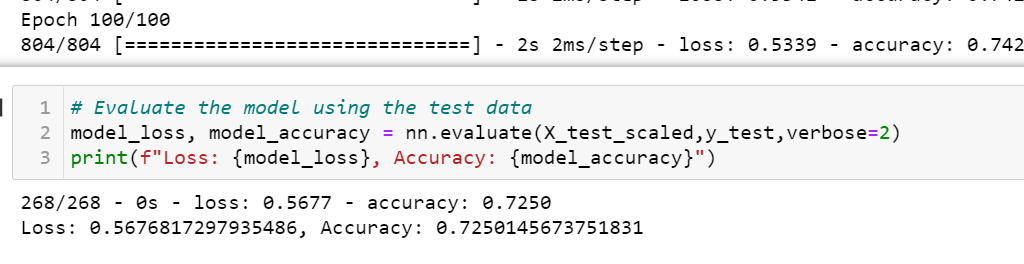 Epoch 100/100
804/804 [==============================] - 2s 2ms/step - loss: 0.5339 - accuracy: 0.742
1 # Evaluate the model using the test data
2 model_loss, model_accuracy = nn.evaluate(X_test_scaled,y_test,verbose=2)
3 print(f"Loss: {model_loss}, Accuracy: {model_accuracy}")
268/268 - 0s - loss: 0.5677 - accuracy: 0.7250
Loss: 0.5676817297935486, Accuracy: 0.7250145673751831